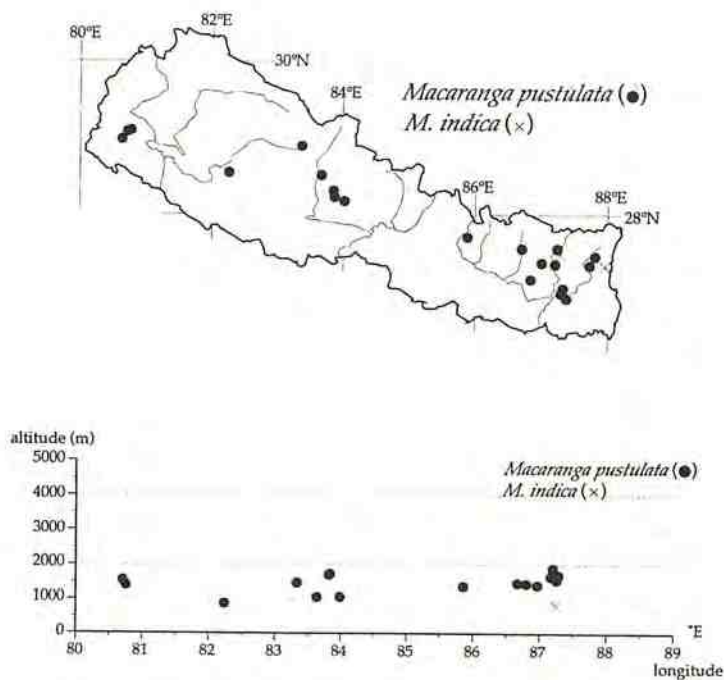 80°E
82°E
30°N
84°E
Macaranga pustulata (●)
M. indica (×)
86°E
88°E
28°N
altitude (m)
5000
4000
3000
2000
1000
0
Macaranga pustulata (●)
M. indica (×)
°E
80 81 82 83 84 85 86 87 88 89
longitude